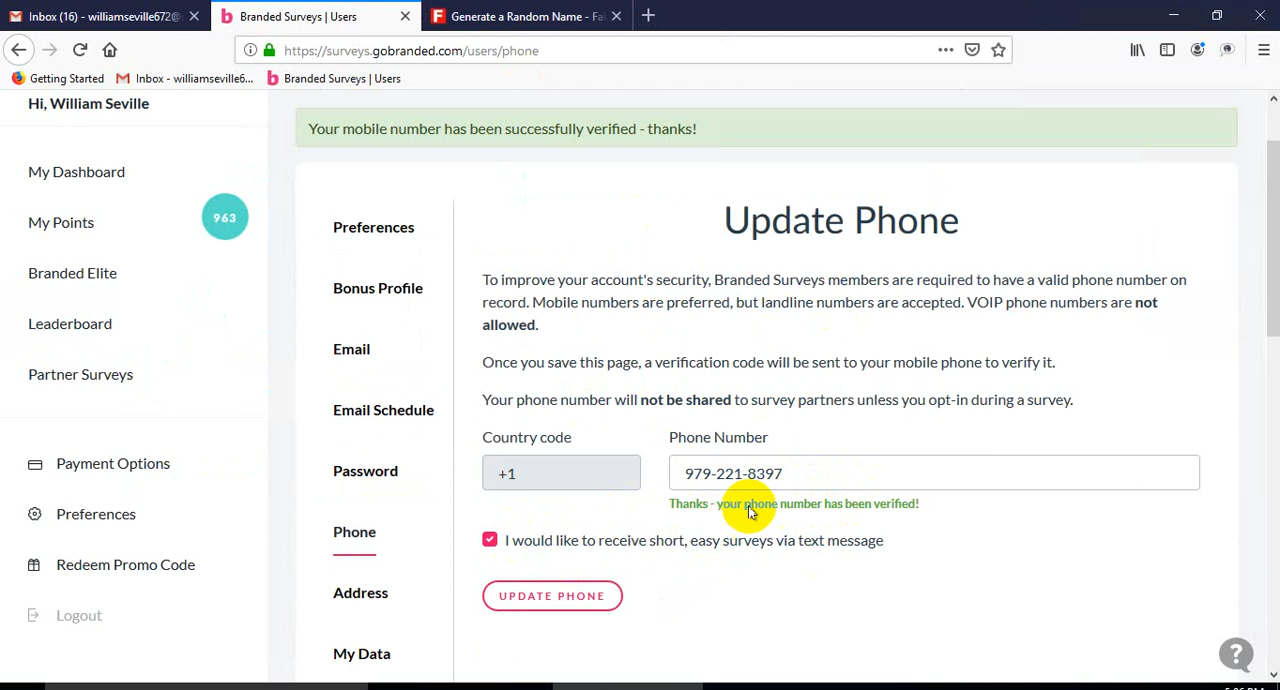 Inbox (16) - williamseville672@
Branded Surveys | Users
Generate a Random Name - Fa
https://surveys.gobranded.com/users/phone
Getting Started
Inbox - williamseville6...
Branded Surveys | Users
Hi, William Seville
My Dashboard
My Points
963
Branded Elite
Leaderboard
Partner Surveys
Payment Options
Preferences
Redeem Promo Code
Logout
Your mobile number has been successfully verified - thanks!
Preferences
Bonus Profile
Email
Email Schedule
Password
Phone
Address
My Data
Update Phone
To improve your account's security, Branded Surveys members are required to have a valid phone number on
record. Mobile numbers are preferred, but landline numbers are accepted. VOIP phone numbers are not
allowed.
Once you save this page, a verification code will be sent to your mobile phone to verify it.
Your phone number will not be shared to survey partners unless you opt-in during a survey.
Country code
Phone Number
+1
979-221-8397
Thanks - your phone number has been verified!
I would like to receive short, easy surveys via text message
UPDATE PHONE
?